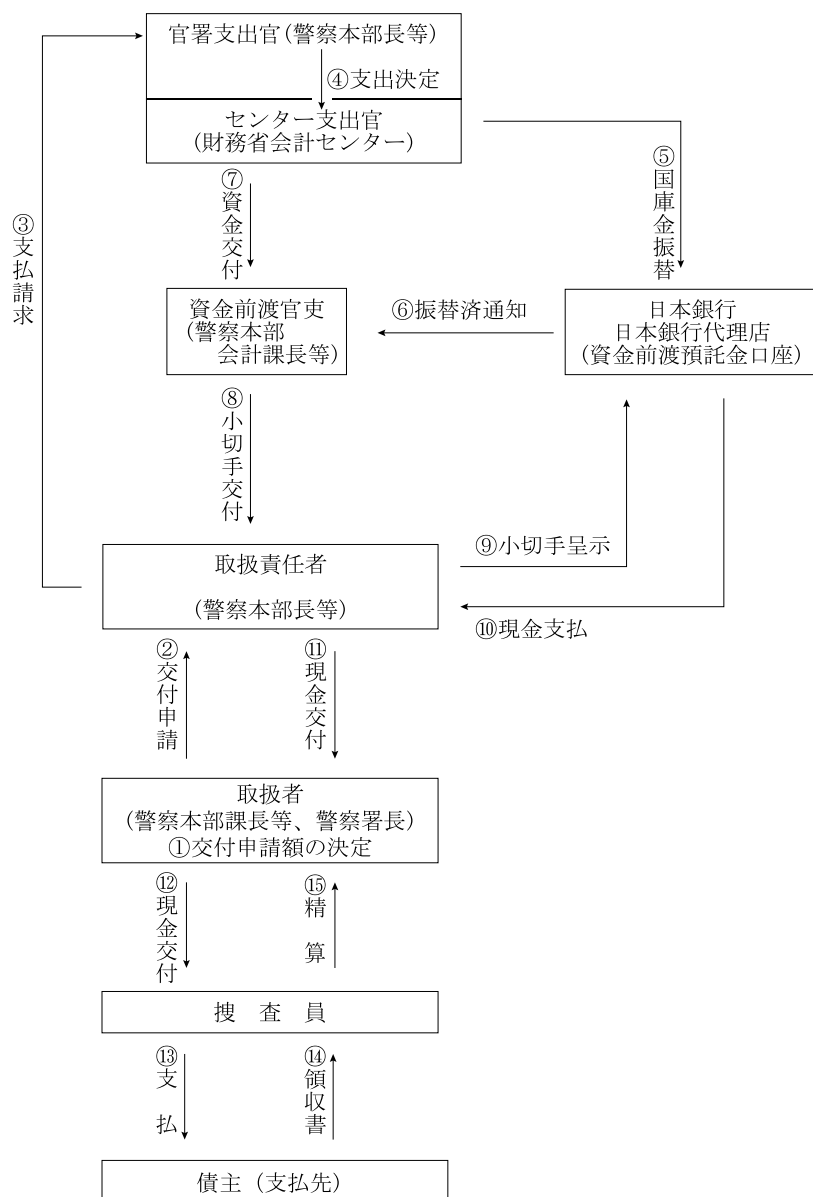 官署支出官(警察本部長等)
④支出決定
センター支出官
(財務省会計センター)
③支払請求
⑦資金交付
⑤国庫金振替
資金前渡官吏
(警察本部
会計課長等)
⑥振替済通知
日本銀行
日本銀行代理店
(資金前渡預託金口座)
⑧小切手交付
取扱責任者
(警察本部長等)
⑨小切手呈示
⑩現金支払
②交付申請
⑪現金交付
取扱者
(警察本部課長等、警察署長)
①交付申請額の決定
⑫現金交付
⑮精 算
捜 査 員
⑬支 払
⑭領収書
債主(支払先)